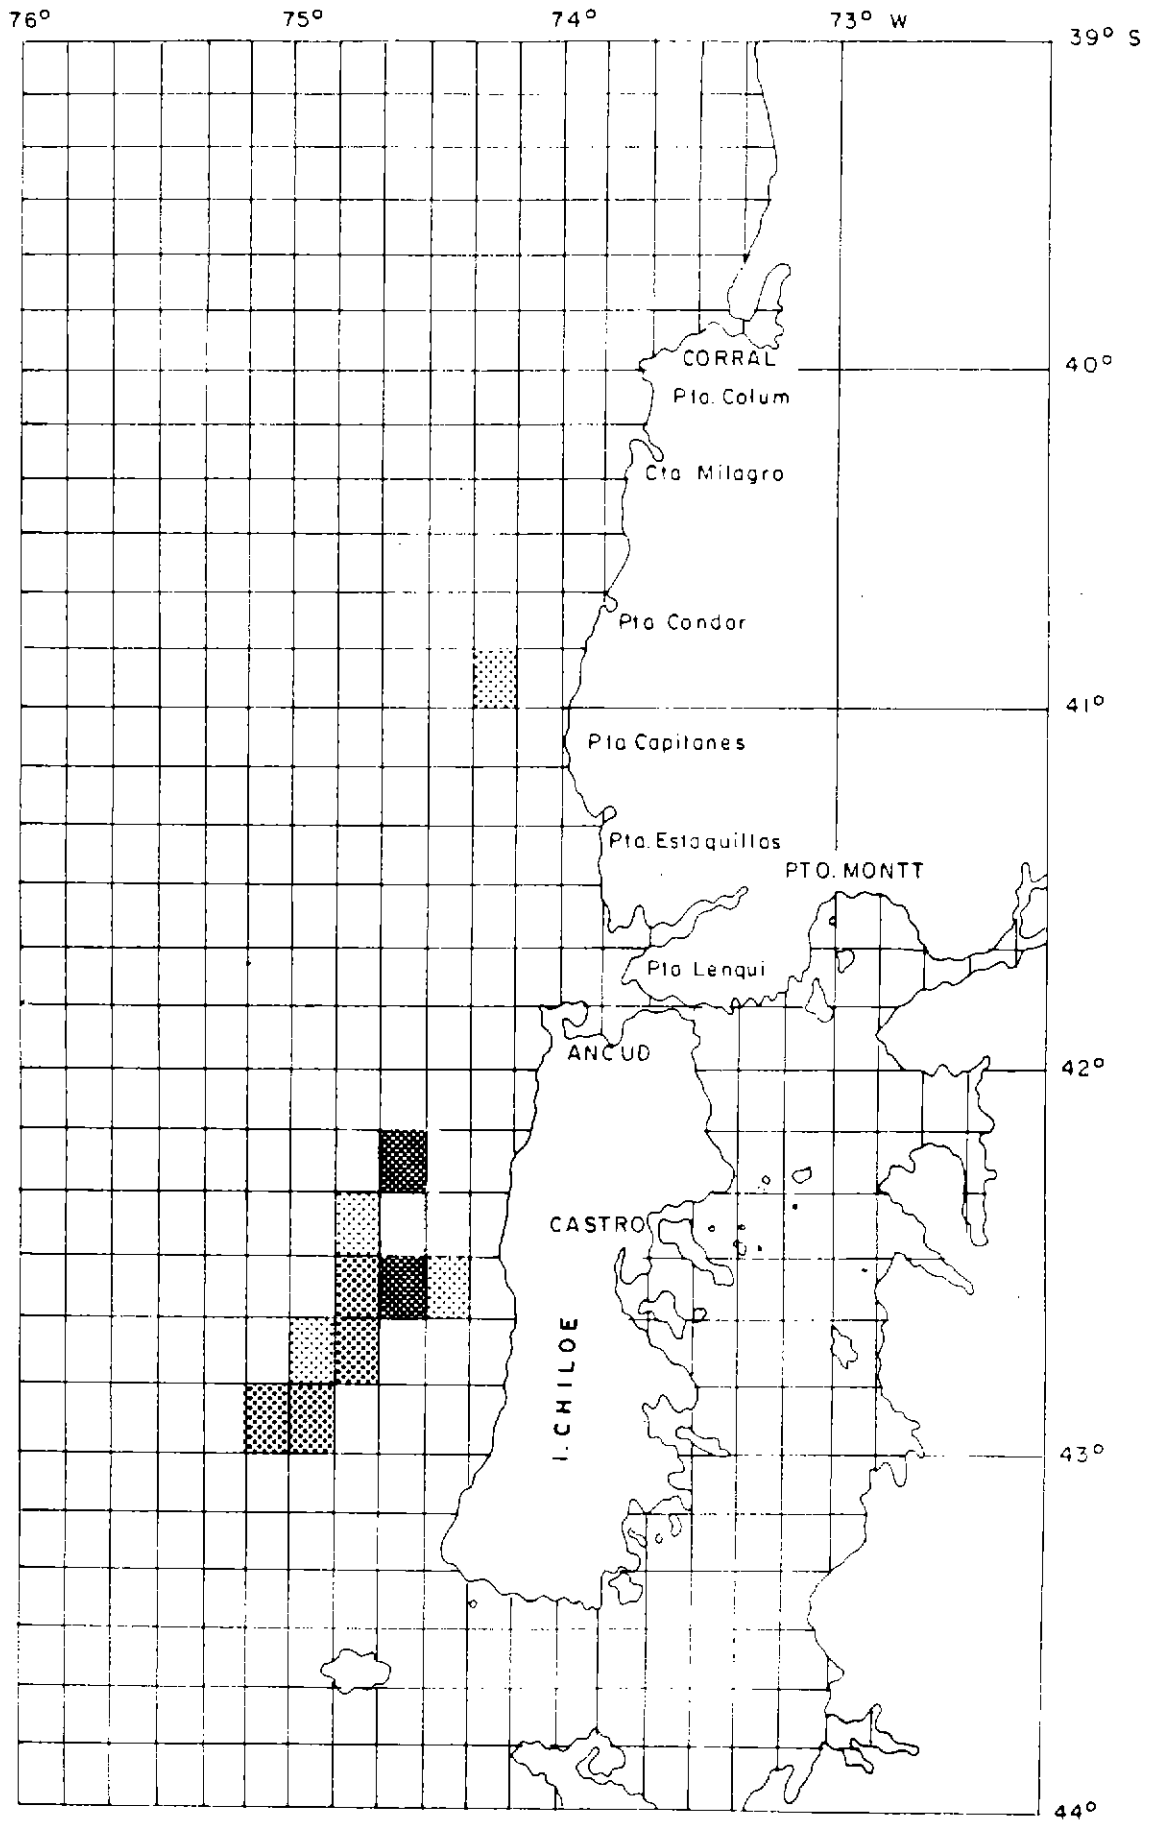 76° 75° 74° 73° W
39° S
CORRAL
40°
Pta. Colum
Cta Milagro
Pta Condor
41°
Pta Capitanes
Pta. Estaquillas
PTO. MONTT
Pta Lenqui
ANCUD
42°
CASTRO
I. CHILOE
43°
44°